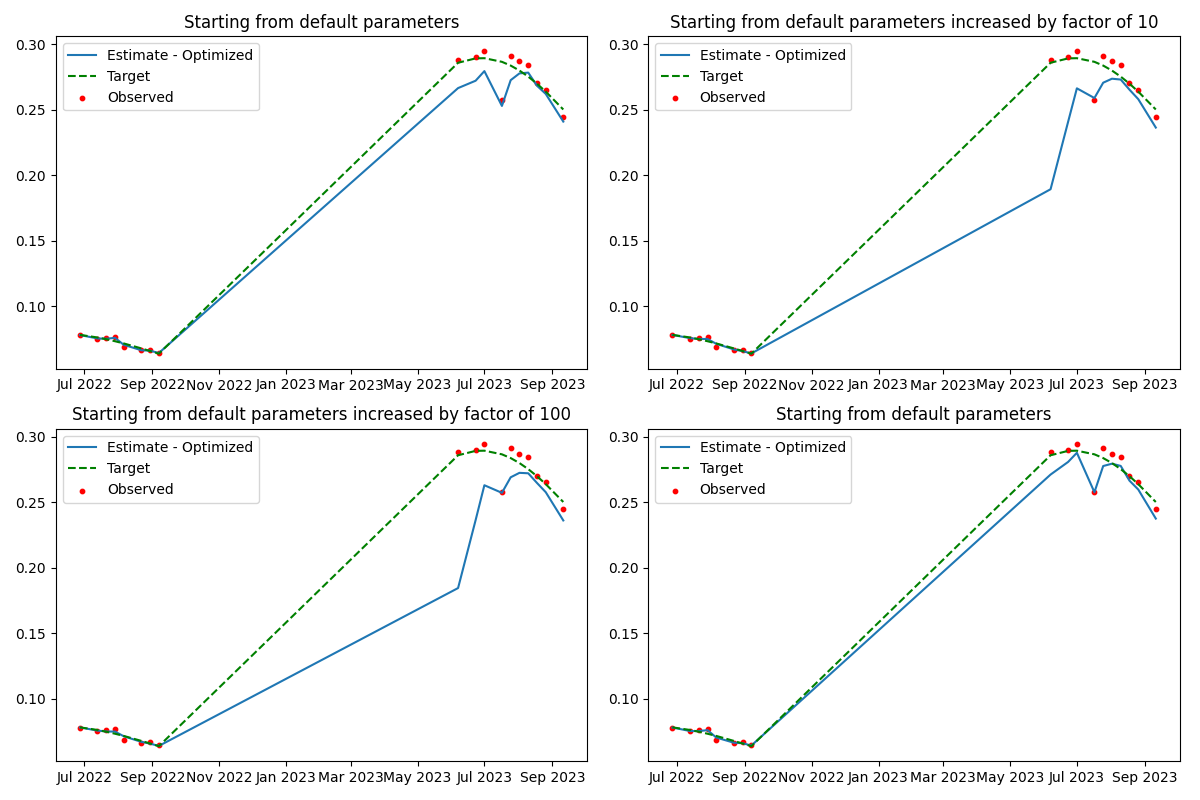 Starting from default parameters
0.30
0.25
0.20
0.15
0.10
Estimate - Optimized
Target
Observed
Jul 2022 Sep 2022 Nov 2022 Jan 2023 Mar 2023 May 2023 Jul 2023 Sep 2023
Starting from default parameters increased by factor of 10
0.30
0.25
0.20
0.15
0.10
Estimate - Optimized
Target
Observed
Jul 2022 Sep 2022 Nov 2022 Jan 2023 Mar 2023 May 2023 Jul 2023 Sep 2023
Starting from default parameters increased by factor of 100
0.30
0.25
0.20
0.15
0.10
Estimate - Optimized
Target
Observed
Jul 2022 Sep 2022 Nov 2022 Jan 2023 Mar 2023 May 2023 Jul 2023 Sep 2023
Starting from default parameters
0.30
0.25
0.20
0.15
0.10
Estimate - Optimized
Target
Observed
Jul 2022 Sep 2022 Nov 2022 Jan 2023 Mar 2023 May 2023 Jul 2023 Sep 2023